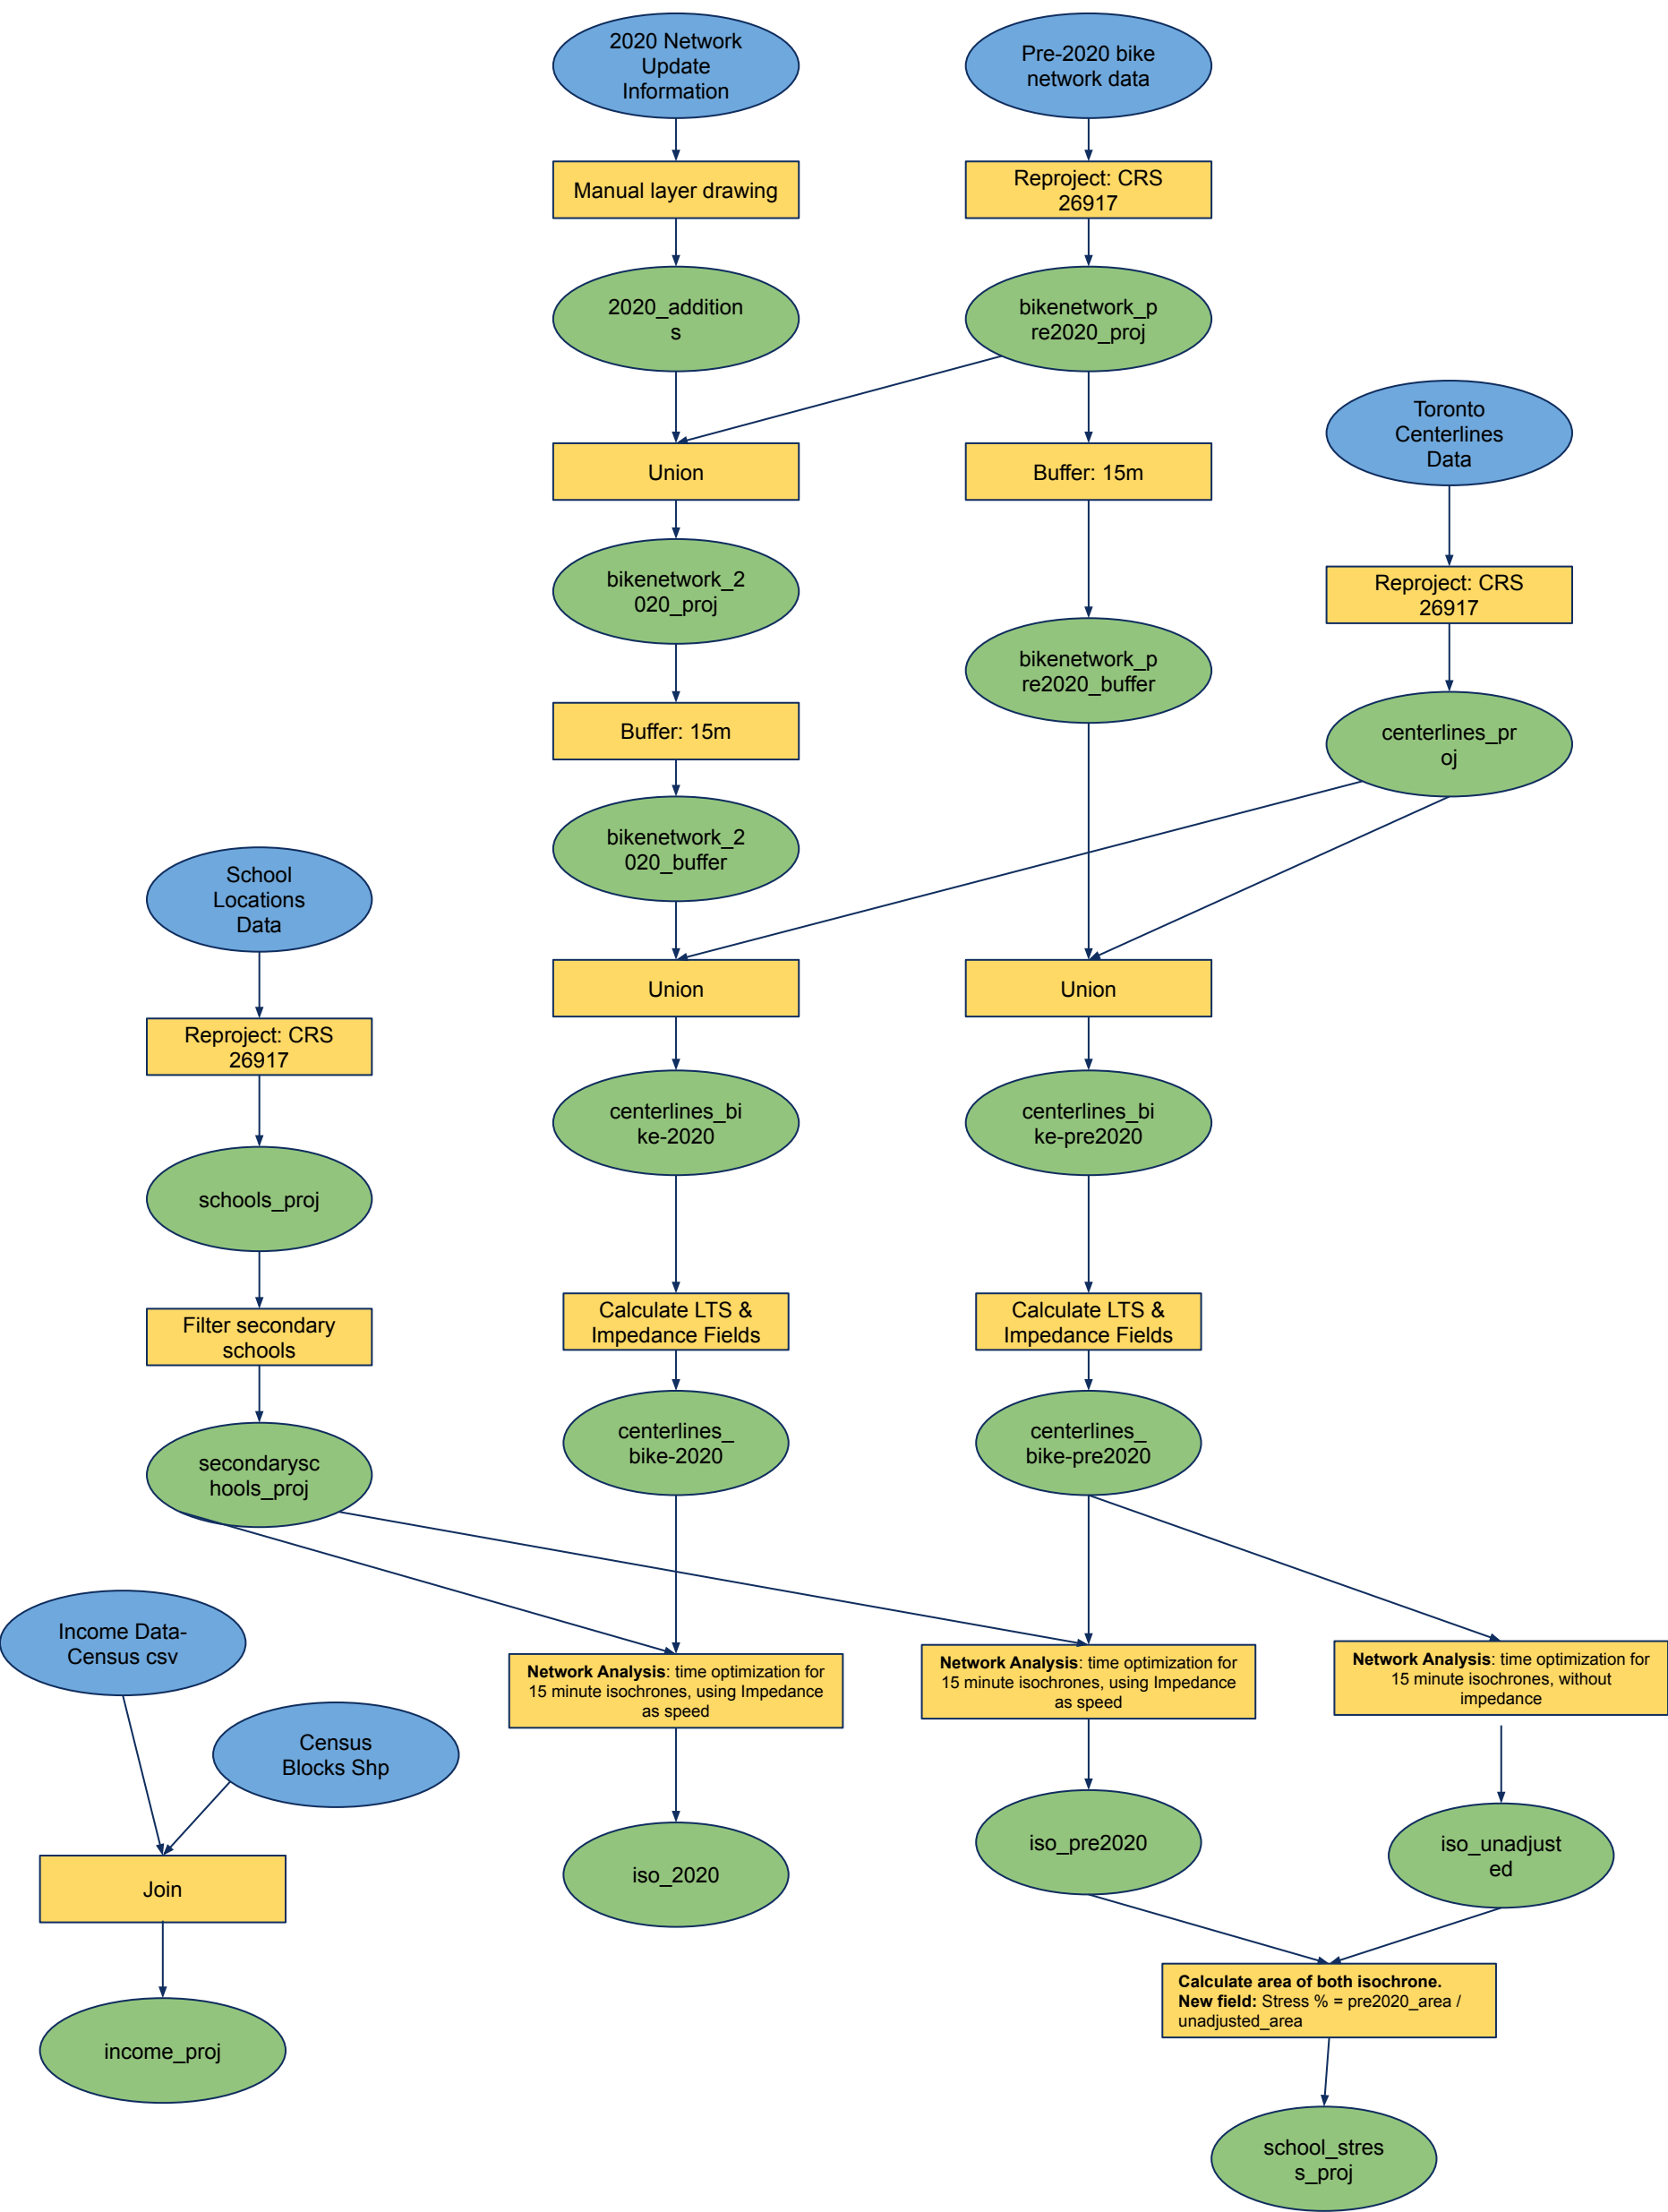 2020 Network
Update
Information
Pre-2020 bike
network data
Manual layer drawing
Reproject: CRS
26917
2020_addition
s
bikenetwork_p
re2020_proj
Toronto
Centerlines
Data
Union
Buffer: 15m
bikenetwork_2
020_proj
Reproject: CRS
26917
bikenetwork_p
re2020_buffer
Buffer: 15m
centerlines_pr
oj
bikenetwork_2
020_buffer
School
Locations
Data
Union
Union
Reproject: CRS
26917
centerlines_bi
ke-2020
centerlines_bi
ke-pre2020
schools_proj
Filter secondary
schools
Calculate LTS &
Impedance Fields
Calculate LTS &
Impedance Fields
secondarysc
hools_proj
centerlines_
bike-2020
centerlines_
bike-pre2020
Income Data-
Census csv
Network Analysis: time optimization for
15 minute isochrones, using Impedance
as speed
Network Analysis: time optimization for
15 minute isochrones, using Impedance
as speed
Network Analysis: time optimization for
15 minute isochrones, without
impedance
Census
Blocks Shp
Join
iso_2020
iso_pre2020
iso_unadjust
ed
Calculate area of both isochrone.
New field: Stress % = pre2020_area /
unadjusted_area
income_proj
school_stres
s_proj